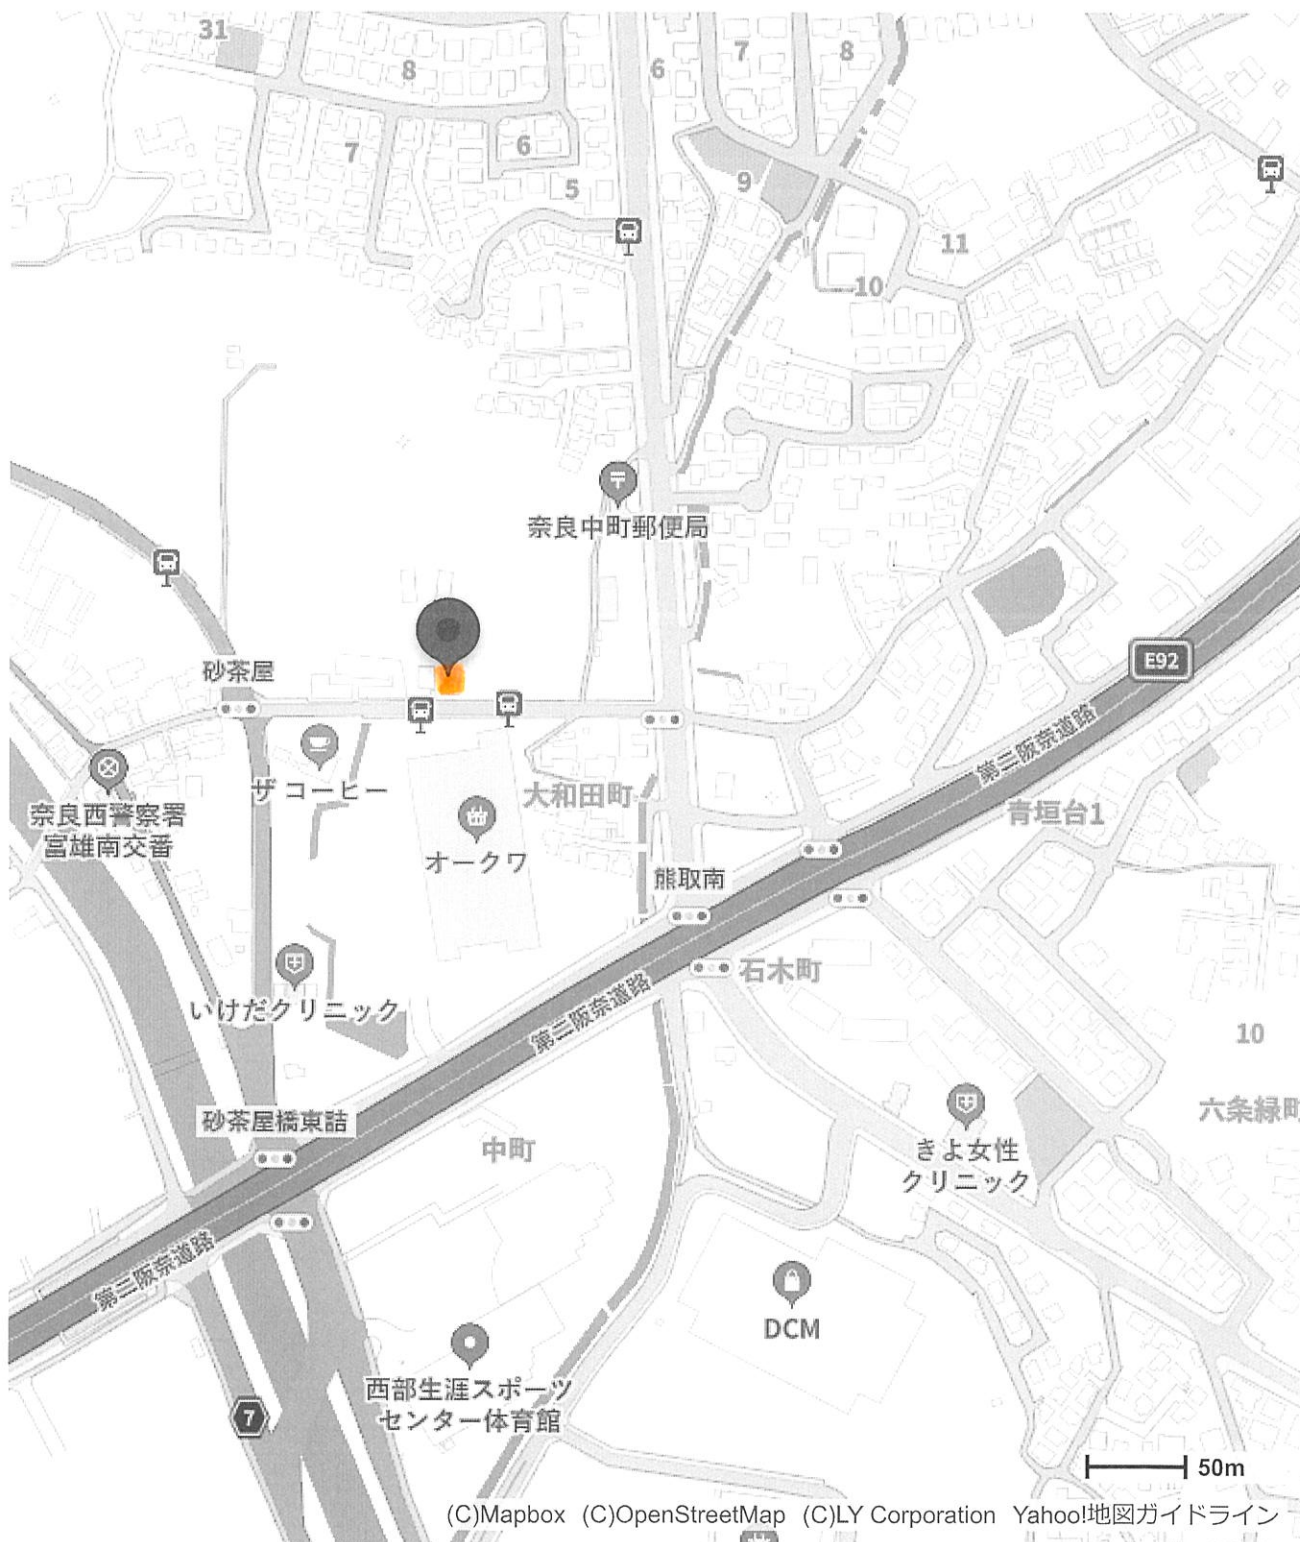 31
8
7
6
5
6
7
8
9
10
11
奈良中町郵便局
砂茶屋
E92
第二阪奈道路
ザ コーヒー
奈良西警察署
富雄南交番
大和田町
オークワ
青垣台1
熊取南
石木町
第二阪奈道路
いけだクリニック
10
六条緑町
砂茶屋橋東詰
中町
きよ女性
クリニック
第二阪奈道路
DCM
西部生涯スポーツ
センター体育館
7
50m
(C)Mapbox (C)OpenStreetMap (C)LY Corporation Yahoo!地図ガイドライン